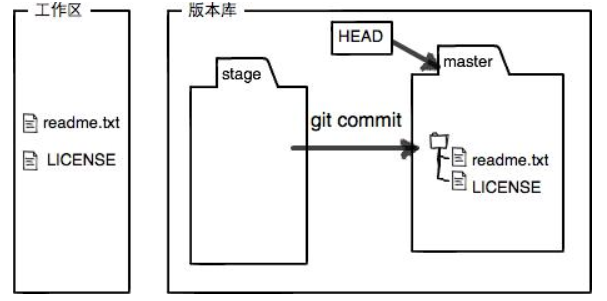 工作区
readme.txt
LICENSE
版本库
HEAD
stage
master
git commit
readme.txt
LICENSE